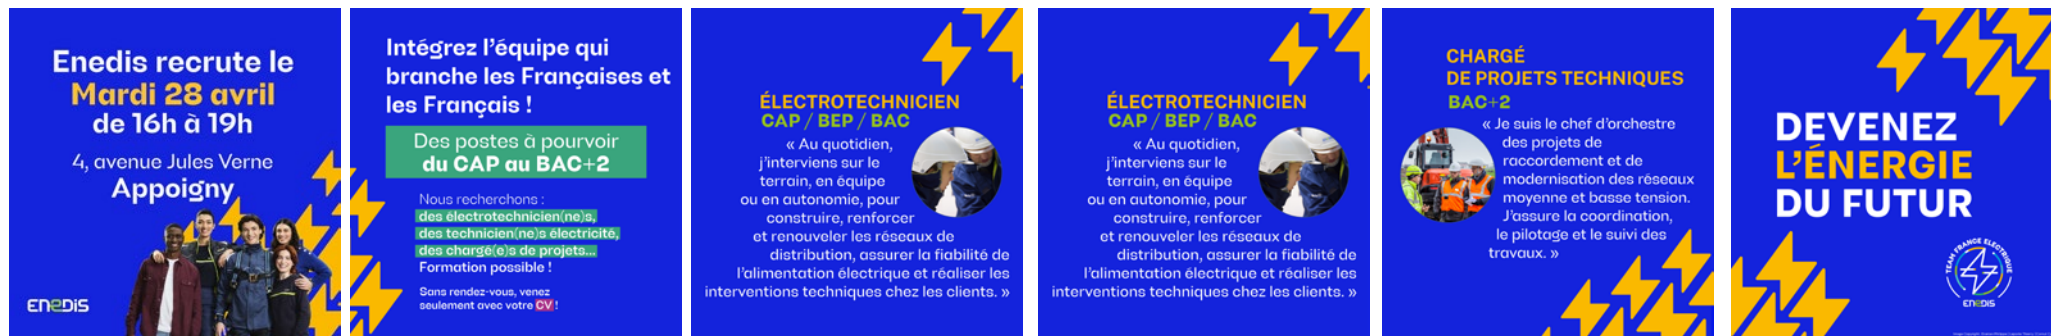 Enedis recrute le
Mardi 28 avril
de 16h à 19h
4, avenue Jules Verne
Appoigny
ENEDIS
Intégrez l'équipe qui
branche les Françaises et
les Français !
Des postes à pourvoir
du CAP au BAC+2
Nous recherchons :
des électrotechnicien(ne)s,
des technicien(ne)s électricité,
des chargé(e)s de projets...
Formation possible !
Sans rendez-vous, venez
seulement avec votre CV !
ÉLECTROTECHNICIEN
CAP / BEP / BAC
« Au quotidien,
j'interviens sur le
terrain, en équipe
ou en autonomie, pour
construire, renforcer
et renouveler les réseaux de
distribution, assurer la fiabilité de
l'alimentation électrique et réaliser les
interventions techniques chez les clients. »
ÉLECTROTECHNICIEN
CAP / BEP / BAC
« Au quotidien,
j'interviens sur le
terrain, en équipe
ou en autonomie, pour
construire, renforcer
et renouveler les réseaux de
distribution, assurer la fiabilité de
l'alimentation électrique et réaliser les
interventions techniques chez les clients. »
CHARGÉ
DE PROJETS TECHNIQUES
BAC+2
« Je suis le chef d'orchestre
des projets de
raccordement et de
modernisation des réseaux
moyenne et basse tension.
J'assure la coordination,
le pilotage et le suivi des
travaux. »
DEVENEZ
L'ÉNERGIE
DU FUTUR
TEAM FRANCE ELECTRIQUE
ENEDIS